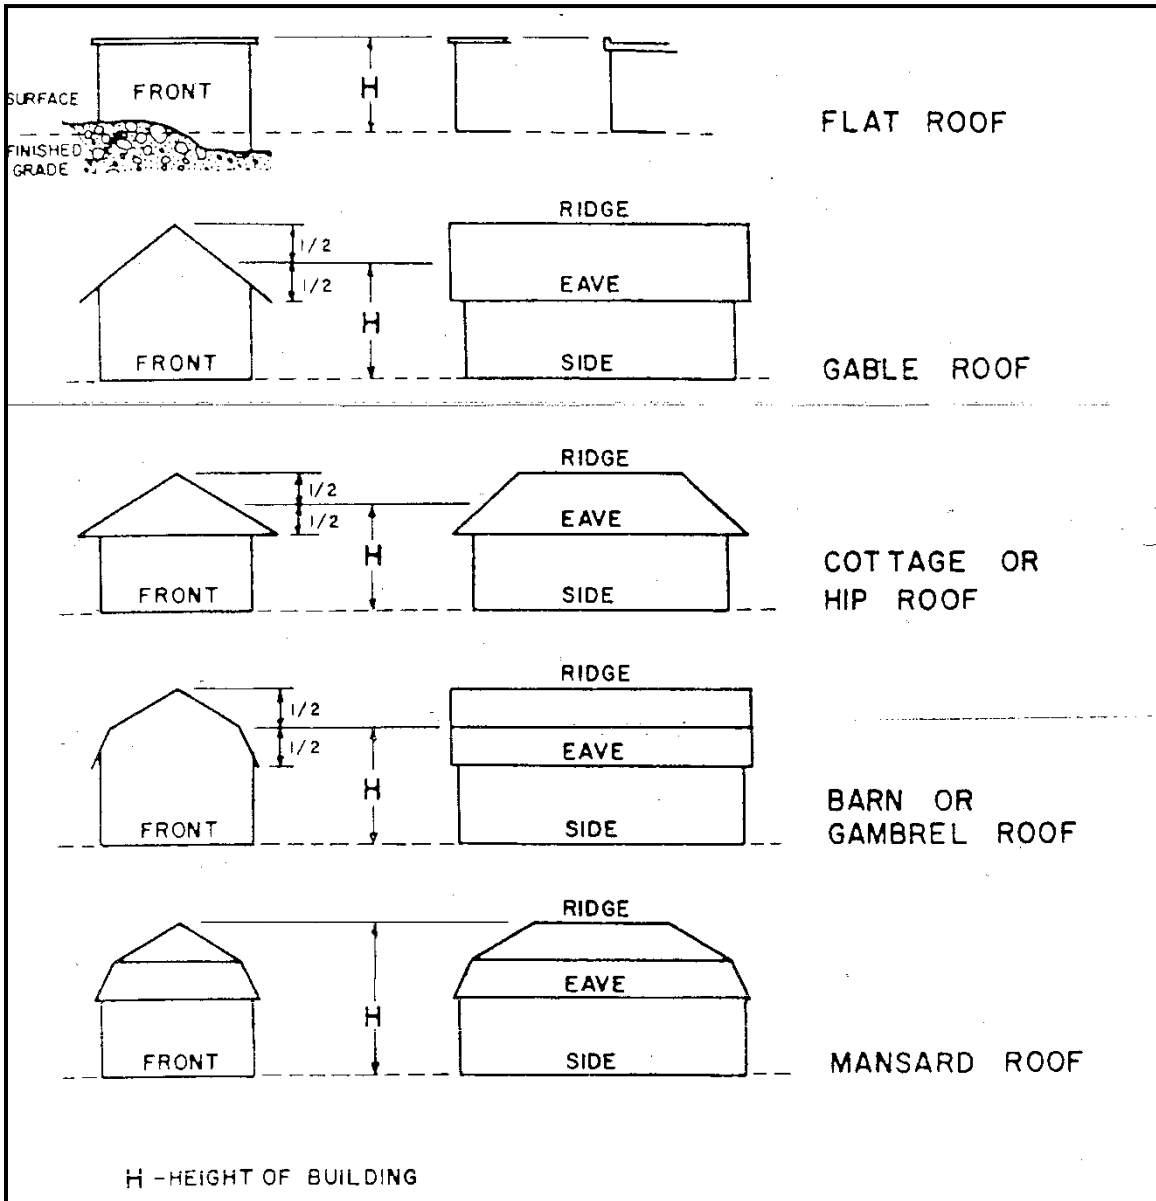 SURFACE
FRONT
H
FINISHED
GRADE
FLAT ROOF
RIDGE
1/2
1/2
EAVE
H
FRONT
SIDE
GABLE ROOF
RIDGE
1/2
1/2
EAVE
H
FRONT
SIDE
COTTAGE OR
HIP ROOF
RIDGE
1/2
1/2
EAVE
H
FRONT
SIDE
BARN OR
GAMBREL ROOF
RIDGE
EAVE
H
FRONT
SIDE
MANSARD ROOF
H - HEIGHT OF BUILDING